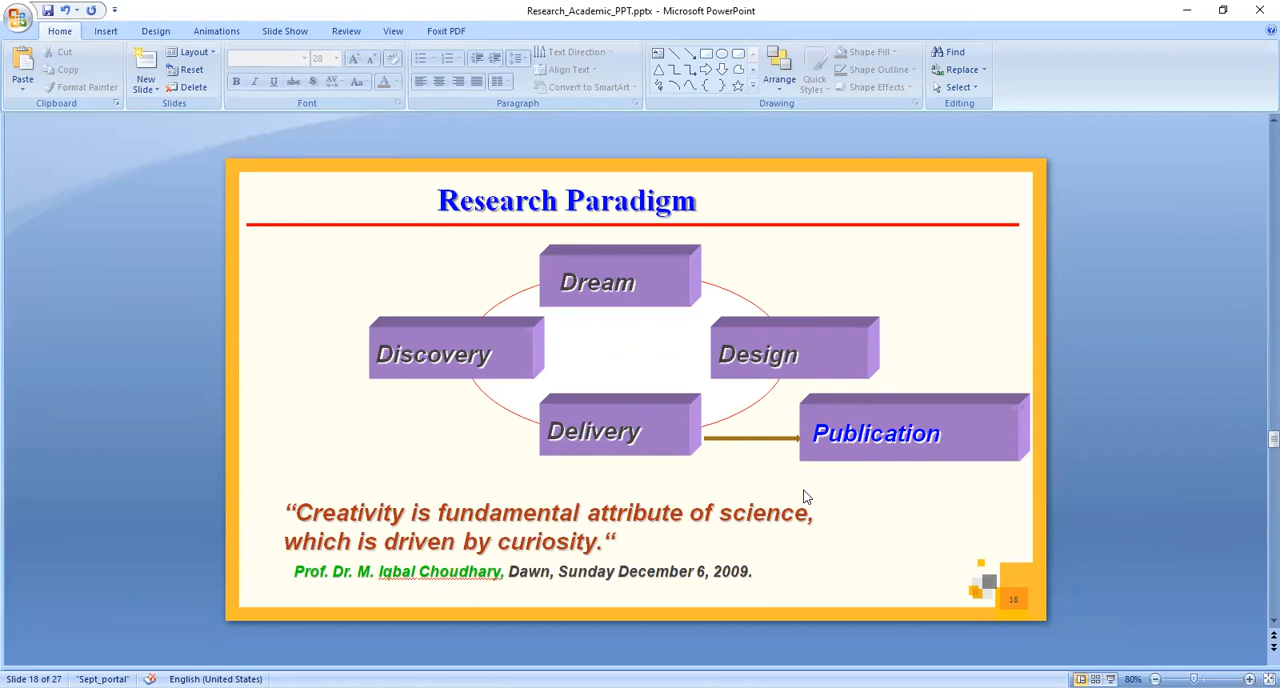 Research_Academic_PPT.pptx - Microsoft PowerPoint
Home Insert Design Animations Slide Show Review View Foxit PDF
Cut Layout 28 Text Direction Shape Fill Find
Copy Reset Align Text Shape Outline Replace
Paste Format Painter New Slide Delete B I U abc S AV Aa A Convert to SmartArt Arrange Quick Styles Shape Effects Select
Clipboard Slides Font Paragraph Drawing Editing
Research Paradigm
Dream
Discovery
Design
Delivery
Publication
“Creativity is fundamental attribute of science,
which is driven by curiosity.“
Prof. Dr. M. Iqbal Choudhary, Dawn, Sunday December 6, 2009.
18
Slide 18 of 27 "Sept_portal" English (United States) 80%